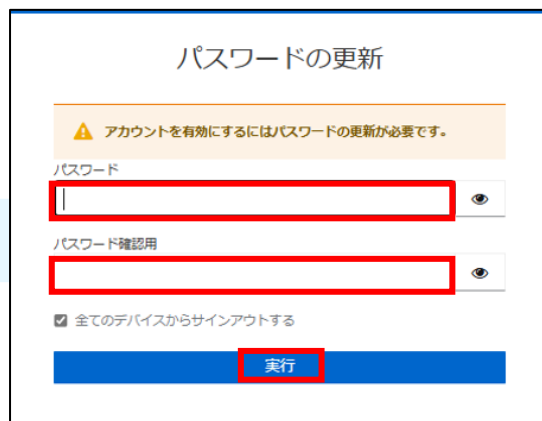 パスワードの更新
アカウントを有効にするにはパスワードの更新が必要です。
パスワード
パスワード確認用
全てのデバイスからサインアウトする
実行